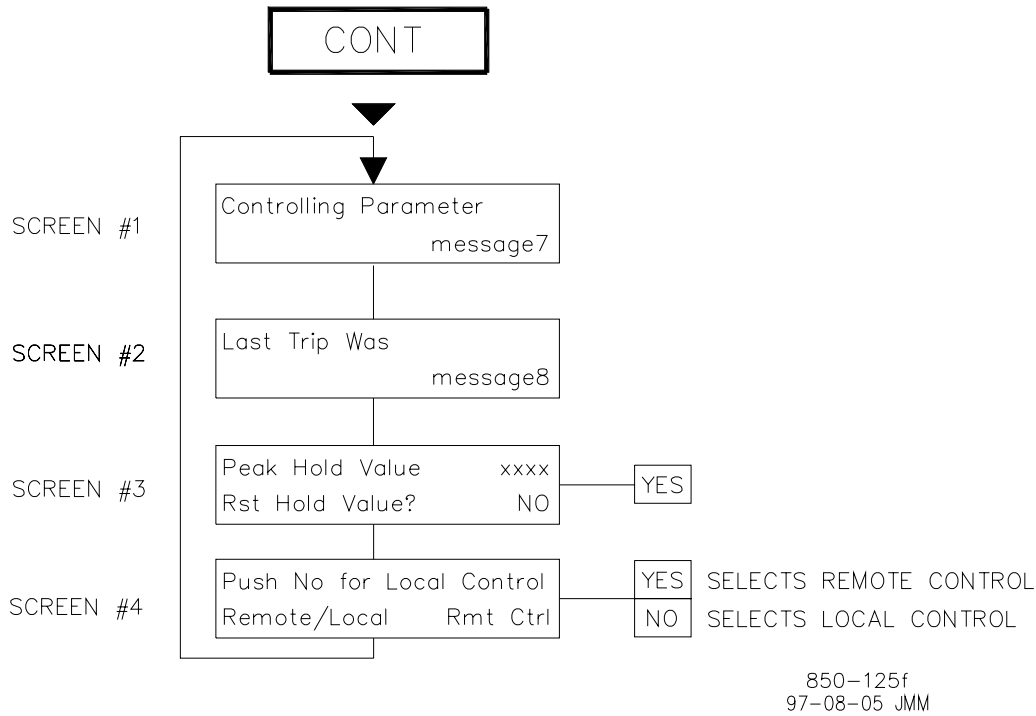 CONT
SCREEN #1
Controlling Parameter
message7
SCREEN #2
Last Trip Was
message8
SCREEN #3
Peak Hold Value xxxx
Rst Hold Value? NO
YES
SCREEN #4
Push No for Local Control
Remote/Local Rmt Ctrl
YES SELECTS REMOTE CONTROL
NO SELECTS LOCAL CONTROL
850-125f
97-08-05 JMM